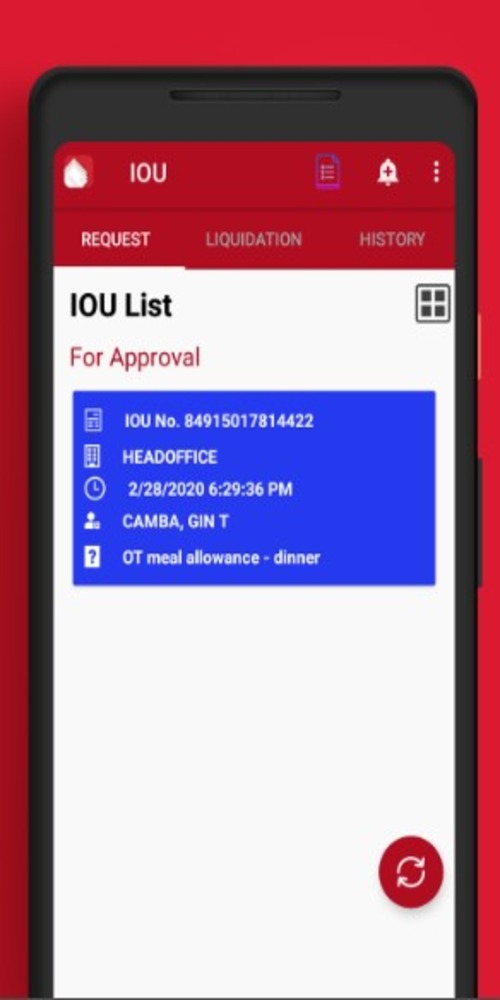 IOU
REQUEST LIQUIDATION HISTORY
IOU List
For Approval
IOU No. 84915017814422
HEADOFFICE
2/28/2020 6:29:36 PM
CAMBA, GIN T
OT meal allowance - dinner